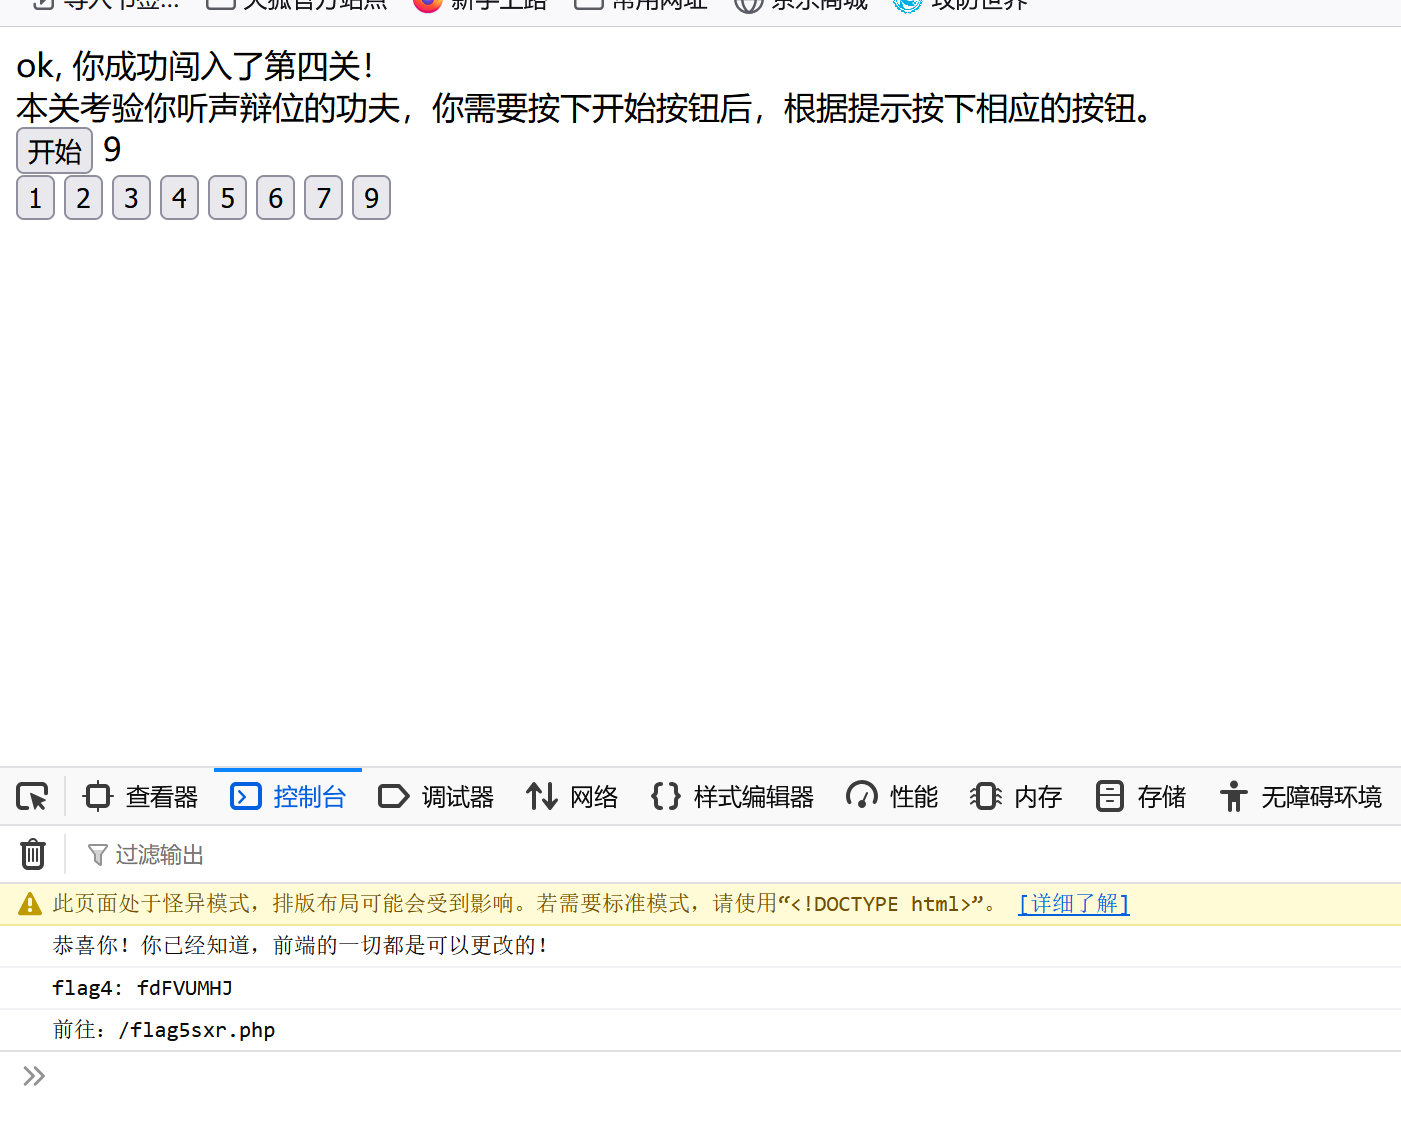 导入书签... 火狐官方站点 新手上路 常用网址 京东商城 攻防世界
ok, 你成功闯入了第四关！
本关考验你听声辩位的功夫，你需要按下开始按钮后，根据提示按下相应的按钮。
开始 9
1 2 3 4 5 6 7 9
查看器 控制台 调试器 网络 样式编辑器 性能 内存 存储 无障碍环境
过滤输出
此页面处于怪异模式，排版布局可能会受到影响。若需要标准模式，请使用“<!DOCTYPE html>”。 [详细了解]
恭喜你！你已经知道，前端的一切都是可以更改的！
flag4: fdFVUMHJ
前往：/flag5sxr.php